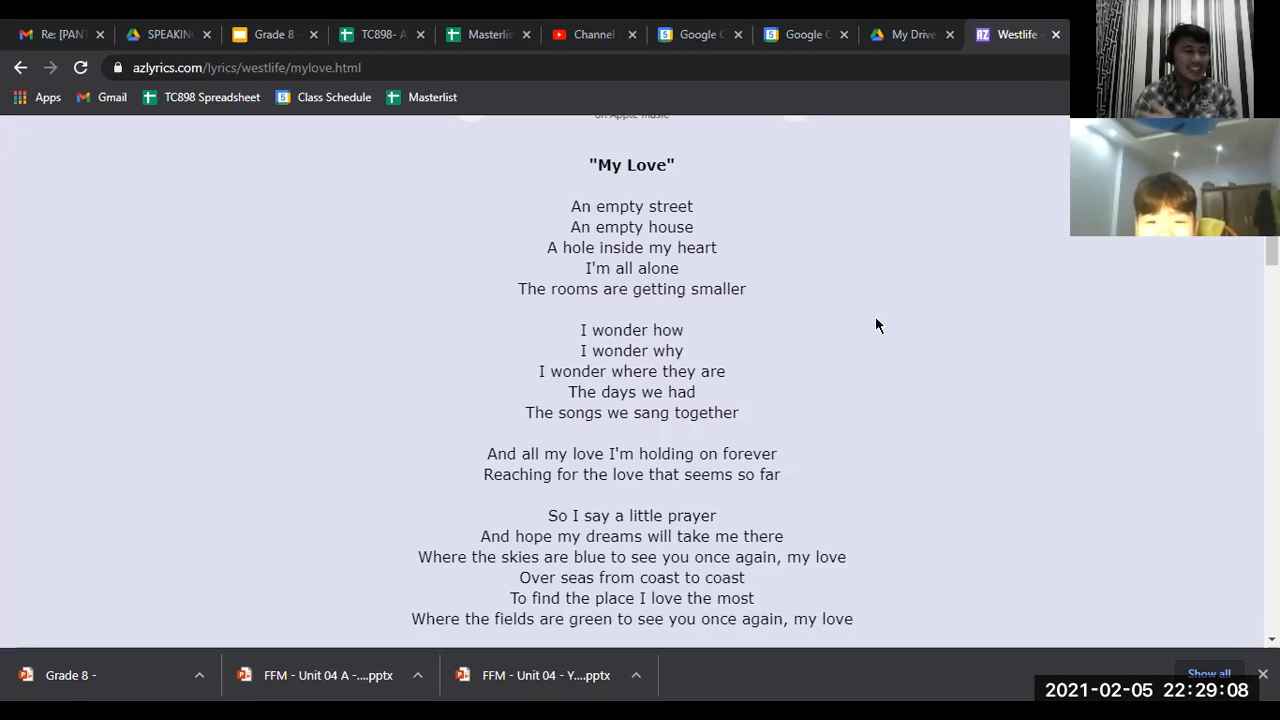 Re: [PAN
SPEAKIN
Grade 8 -
TC898- A
Masterlis
Channel
Google C
Google C
My Drive
Westlife -
azlyrics.com/lyrics/westlife/mylove.html
Apps
Gmail
TC898 Spreadsheet
Class Schedule
Masterlist
on Apple Music
"My Love"
An empty street
An empty house
A hole inside my heart
I'm all alone
The rooms are getting smaller
I wonder how
I wonder why
I wonder where they are
The days we had
The songs we sang together
And all my love I'm holding on forever
Reaching for the love that seems so far
So I say a little prayer
And hope my dreams will take me there
Where the skies are blue to see you once again, my love
Over seas from coast to coast
To find the place I love the most
Where the fields are green to see you once again, my love
Grade 8 -
FFM - Unit 04 A -....pptx
FFM - Unit 04 - Y....pptx
Show all
2021-02-05 22:29:08